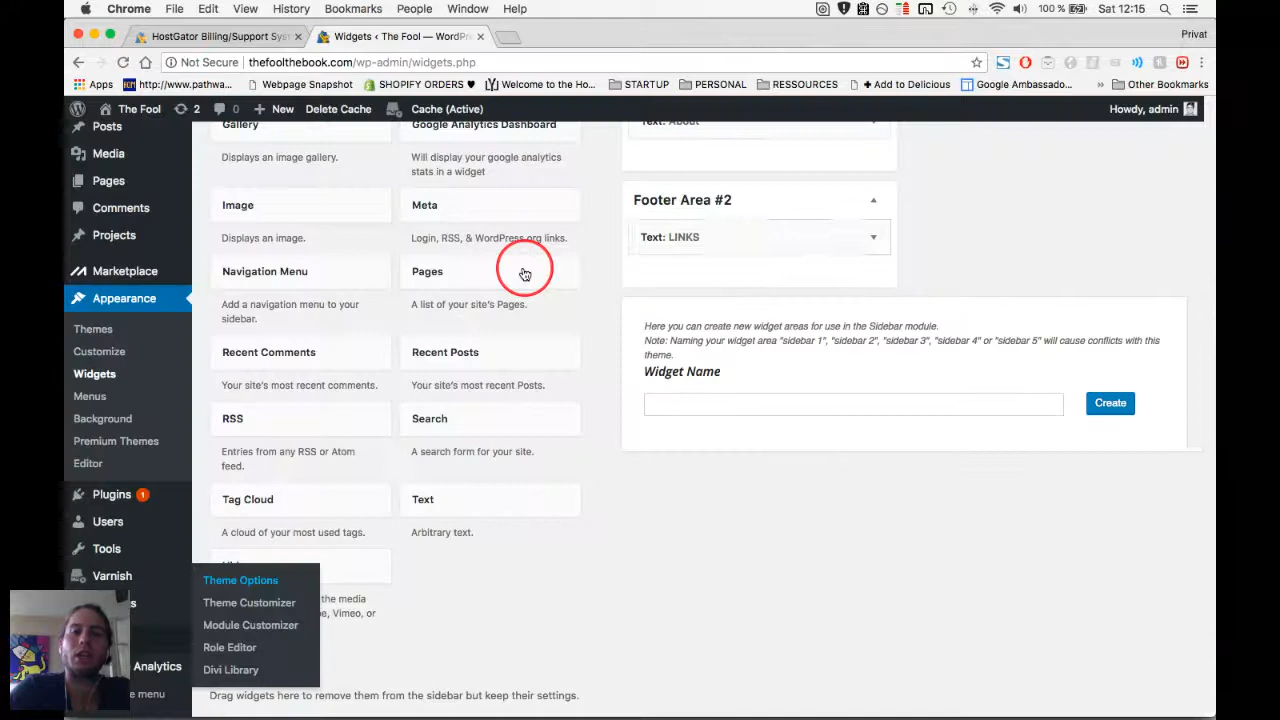 Chrome File Edit View History Bookmarks People Window Help 100 % Sat 12:15
HostGator Billing/Support Sys
Widgets ‹ The Fool — WordPr
Privat
Not Secure thefoolthebook.com/wp-admin/widgets.php
Apps http://www.pathwa... Webpage Snapshot SHOPIFY ORDERS ♥ Welcome to the Ho... STARTUP PERSONAL RESSOURCES + Add to Delicious Google Ambassado... » Other Bookmarks
The Fool 2 0 + New Delete Cache Cache (Active) Howdy, admin
Posts
Media
Pages
Comments
Projects
Marketplace
Appearance
Themes
Customize
Widgets
Menus
Background
Premium Themes
Editor
Plugins 1
Users
Tools
Varnish
Analytics
menu
Theme Options
Theme Customizer
Module Customizer
Role Editor
Divi Library
Gallery
Displays an image gallery.
Google Analytics Dashboard
Will display your google analytics
stats in a widget
Image
Displays an image.
Meta
Login, RSS, & WordPress.org links.
Navigation Menu
Add a navigation menu to your
sidebar.
Pages
A list of your site's Pages.
Recent Comments
Your site's most recent comments.
Recent Posts
Your site's most recent Posts.
RSS
Entries from any RSS or Atom
feed.
Search
A search form for your site.
Tag Cloud
A cloud of your most used tags.
Text
Arbitrary text.
the media
Vimeo, or
Drag widgets here to remove them from the sidebar but keep their settings.
Text: About
Footer Area #2
Text: LINKS
Here you can create new widget areas for use in the Sidebar module.
Note: Naming your widget area "sidebar 1", "sidebar 2", "sidebar 3", "sidebar 4" or "sidebar 5" will cause conflicts with this
theme.
Widget Name
Create